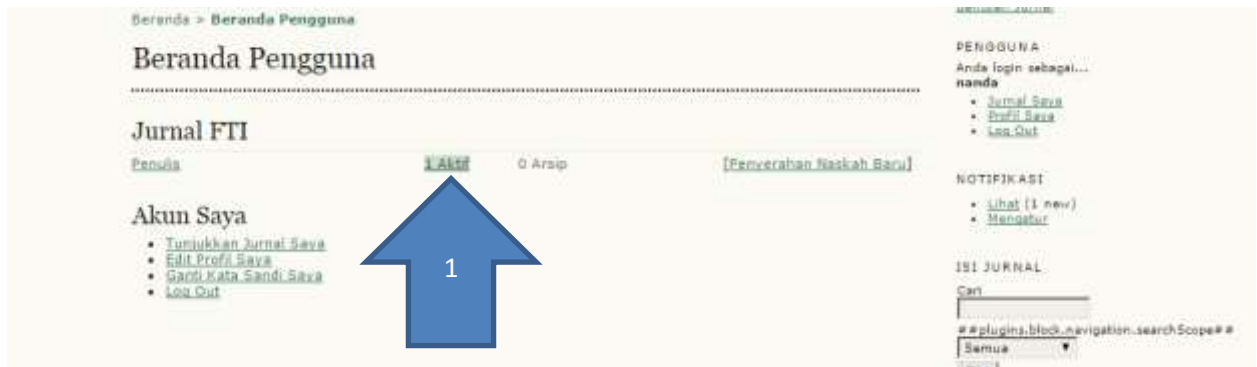 Beranda > Beranda Pengguna
Beranda Pengguna
Jurnal FTI
Penulis 1 Aktif 0 Arsip [Penyerahan Naskah Baru]
Akun Saya
Tunjukkan Jurnal Saya
Edit Profil Saya
Ganti Kata Sandi Saya
Log Out
1
PENGGUNA
Anda login sebagai...
nanda
Jurnal Saya
Profil Saya
Log Out
NOTIFIKASI
Lihat (1 new)
Mengatur
ISI JURNAL
Cari
##plugins.block.navigation.searchScope##
Semua